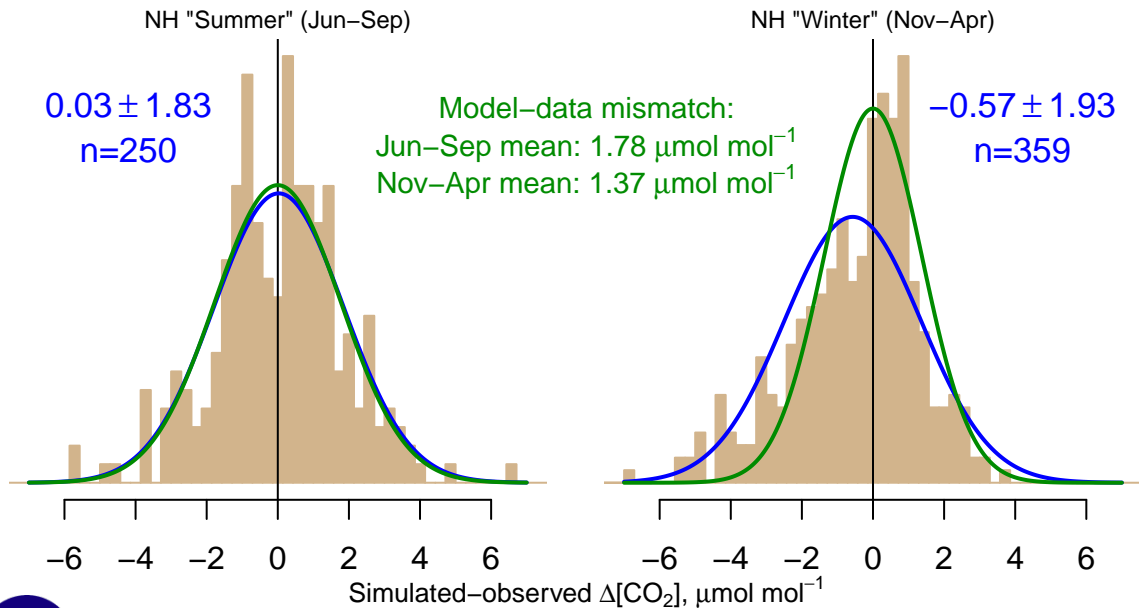 NH "Summer" (Jun−Sep)
0.03 ± 1.83
n=250
Model−data mismatch:
Jun−Sep mean: 1.78 μmol mol⁻¹
Nov−Apr mean: 1.37 μmol mol⁻¹
NH "Winter" (Nov−Apr)
−0.57 ± 1.93
n=359
−6 −4 −2 0 2 4 6
−6 −4 −2 0 2 4 6
Simulated−observed Δ[CO₂], μmol mol⁻¹